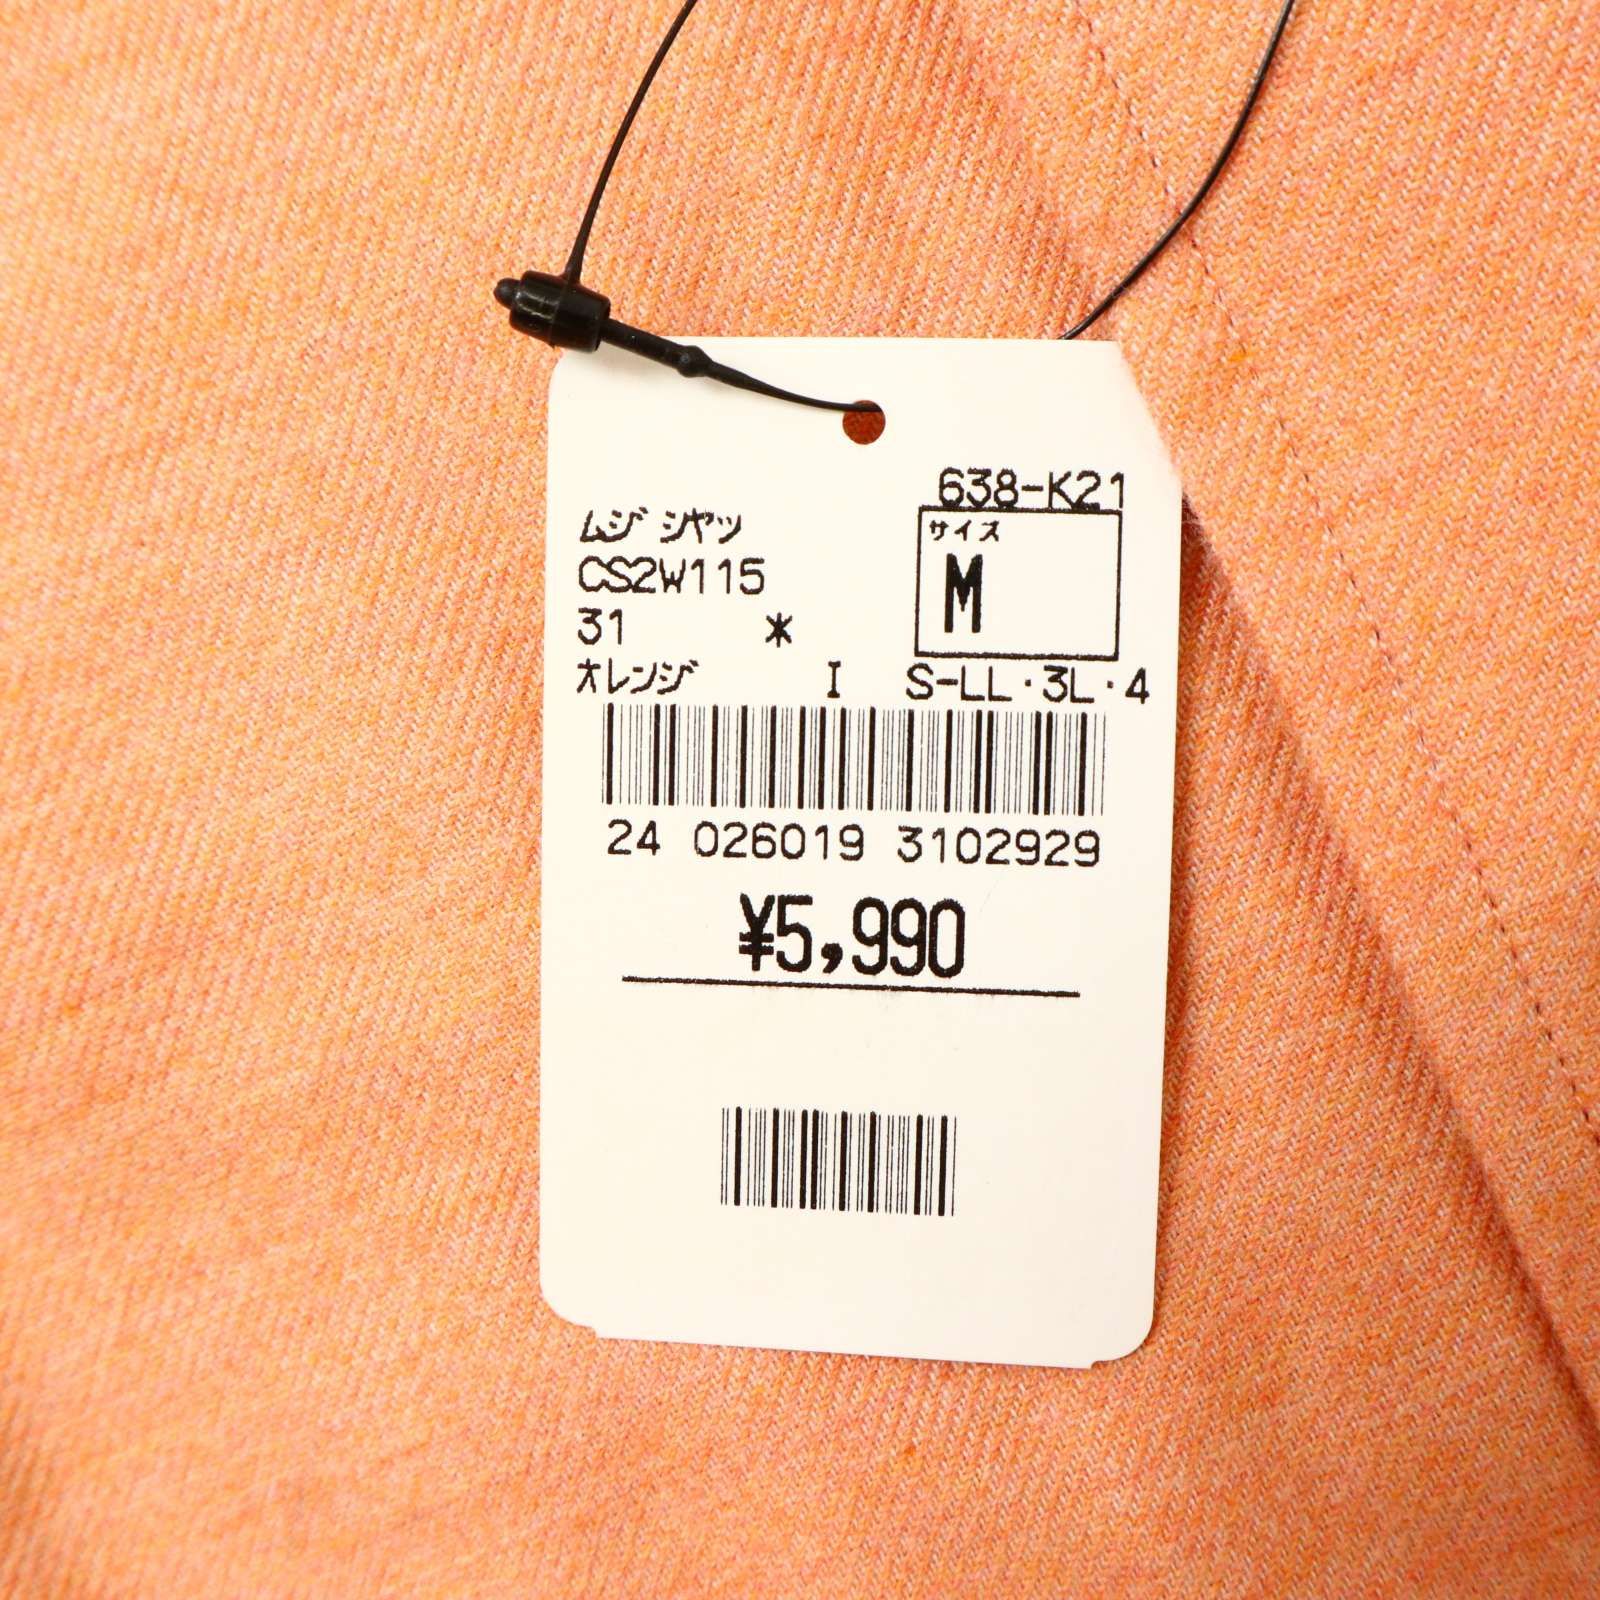 638-K21
ムジ シャツ
サイズ
CS2W115
M
31 *
オレンジ I S-LL・3L・4
24 026019 3102929
¥5,990